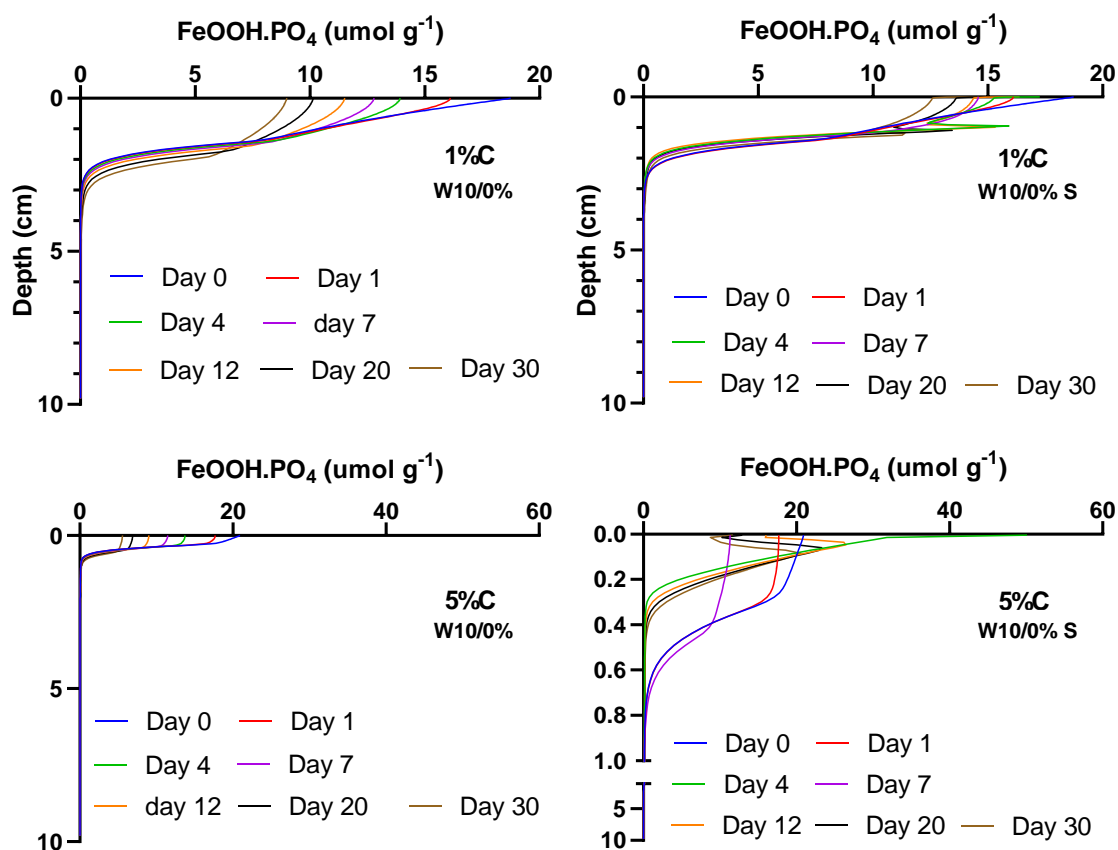 FeOOH.PO4 (umol g-1)
0 5 10 15 20
0
5
10
Depth (cm)
1%C
W10/0%
Day 0 Day 1
Day 4 day 7
Day 12 Day 20 Day 30
FeOOH.PO4 (umol g-1)
0 5 10 15 20
0
5
10
Depth (cm)
1%C
W10/0% S
Day 0 Day 1
Day 4 Day 7
Day 12 Day 20 Day 30
FeOOH.PO4 (umol g-1)
0 20 40 60
0
5
10
5%C
W10/0%
Day 0 Day 1
Day 4 Day 7
day 12 Day 20 Day 30
FeOOH.PO4 (umol g-1)
0 20 40 60
0.0
0.2
0.4
0.6
0.8
1.0
5
10
5%C
W10/0% S
Day 0 Day 1
Day 4 Day 7
Day 12 Day 20 Day 30